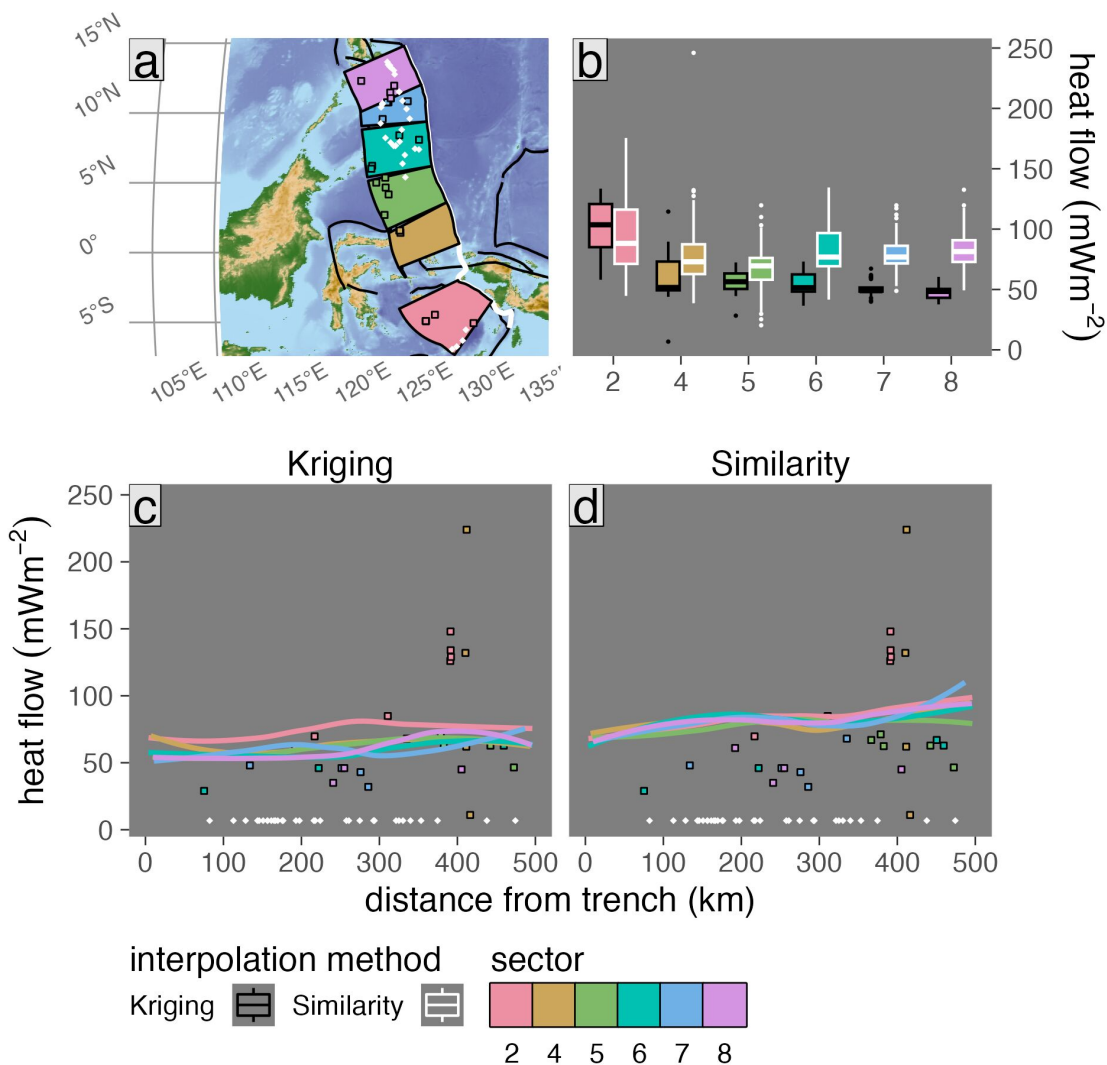 a
15°N
10°N
5°N
0°
5°S
105°E 110°E 115°E 120°E 125°E 130°E 135°
b
250
200
150
100
50
0
heat flow (mWm⁻²)
2 4 5 6 7 8
Kriging Similarity
c
d
250
200
150
100
50
0
heat flow (mWm⁻²)
0 100 200 300 400 500 0 100 200 300 400 500
distance from trench (km)
interpolation method sector
Kriging Similarity
2 4 5 6 7 8